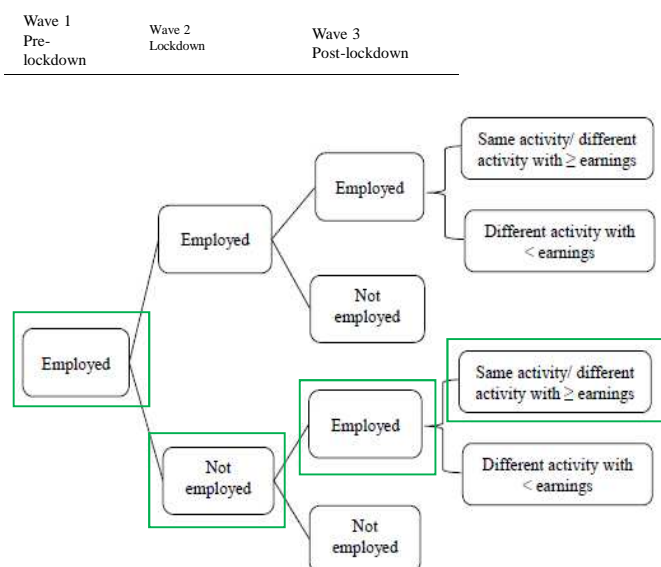 Wave 1
Pre-
lockdown
Wave 2
Lockdown
Wave 3
Post-lockdown
Same activity/ different
activity with ≥ earnings
Employed
Different activity with
< earnings
Employed
Not
employed
Employed
Same activity/ different
activity with ≥ earnings
Employed
Not
employed
Different activity with
< earnings
Not
employed